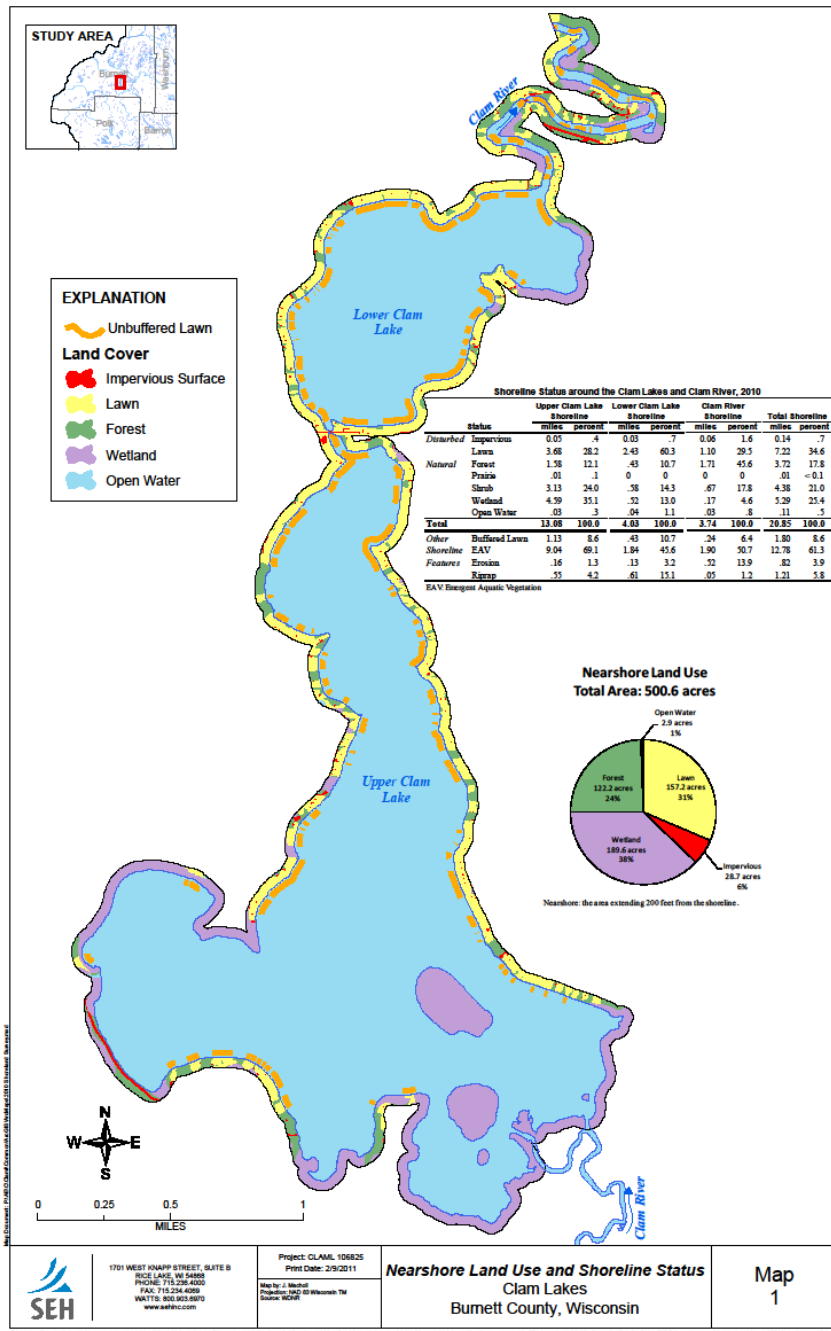 STUDY AREA
Burnett
Washburn
Polk
Barron
Clam River
EXPLANATION
Unbuffered Lawn
Land Cover
Impervious Surface
Lawn
Forest
Wetland
Open Water
Lower Clam
Lake
Shoreline Status around the Clam Lakes and Clam River, 2010
Upper Clam Lake Lower Clam Lake Clam River
Shoreline Shoreline Shoreline Total Shoreline
Status miles percent miles percent miles percent miles percent
Disturbed Impervious 0.05 .4 0.03 .7 0.06 1.6 0.14 .7
Lawn 3.68 28.2 2.43 60.3 1.10 29.5 7.22 34.6
Natural Forest 1.58 12.1 .43 10.7 1.71 45.6 3.72 17.8
Prairie .01 .1 0 0 0 0 .01 <0.1
Shrub 3.13 24.0 .58 14.3 .67 17.8 4.38 21.0
Wetland 4.59 35.1 .52 13.0 .17 4.6 5.29 25.4
Open Water .03 .3 .04 1.1 .03 .8 .11 .5
Total 13.08 100.0 4.03 100.0 3.74 100.0 20.85 100.0
Other Buffered Lawn 1.13 8.6 .43 10.7 .24 6.4 1.80 8.6
Shoreline EAV 9.04 69.1 1.84 45.6 1.90 50.7 12.78 61.3
Features Erosion .16 1.3 .13 3.2 .52 13.9 .82 3.9
Riprap .55 4.2 .61 15.1 .05 1.2 1.21 5.8
EAV: Emergent Aquatic Vegetation
Nearshore Land Use
Total Area: 500.6 acres
Open Water
2.9 acres
1%
Forest
122.2 acres
24%
Lawn
157.2 acres
31%
Wetland
189.6 acres
38%
Impervious
28.7 acres
6%
Nearshore: the area extending 200 feet from the shoreline.
Upper Clam
Lake
N
W E
S
0 0.25 0.5 1
MILES
Clam River
SEH
1701 WEST KNAPP STREET, SUITE B
RICE LAKE, WI 54868
PHONE: 715.236.4000
FAX: 715.234.4069
WATTS: 800.903.6970
www.sehinc.com
Project: CLAML 106825
Print Date: 2/9/2011
Map by: J. Macholl
Projection: NAD 83 Wisconsin TM
Source: WDNR
Nearshore Land Use and Shoreline Status
Clam Lakes
Burnett County, Wisconsin
Map
1